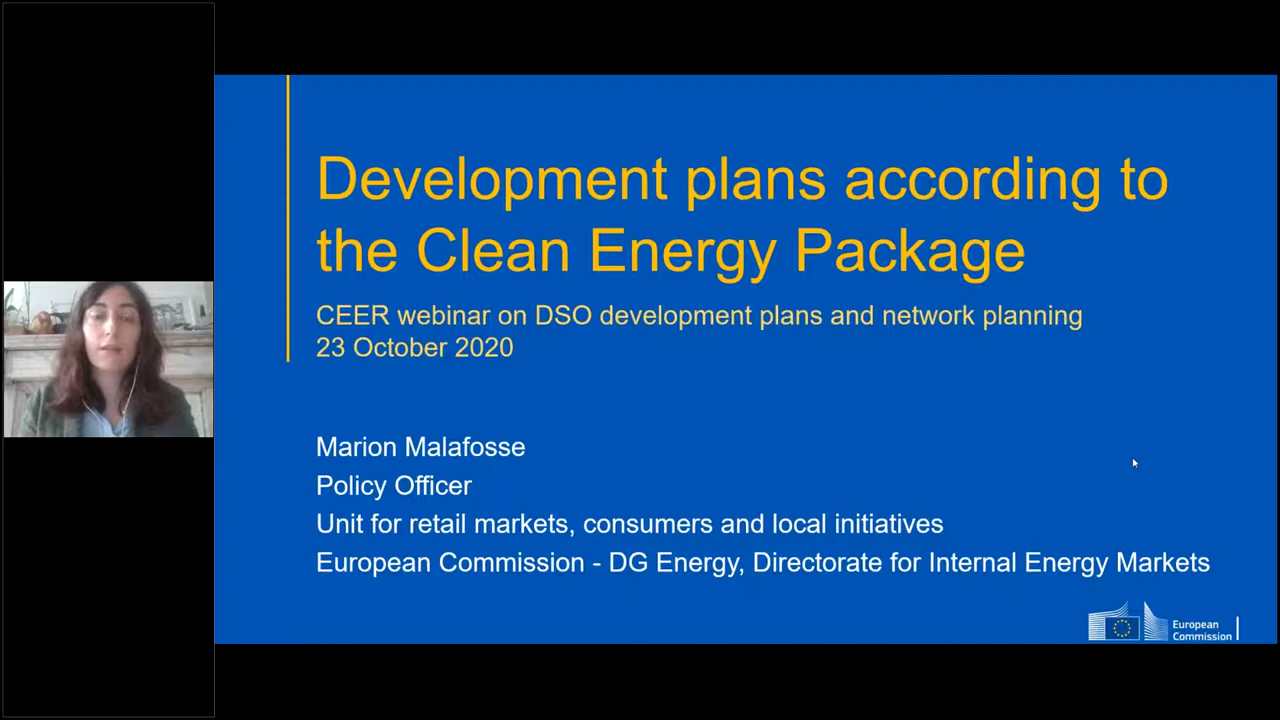 Development plans according to
the Clean Energy Package
CEER webinar on DSO development plans and network planning
23 October 2020
Marion Malafosse
Policy Officer
Unit for retail markets, consumers and local initiatives
European Commission - DG Energy, Directorate for Internal Energy Markets
European
Commission